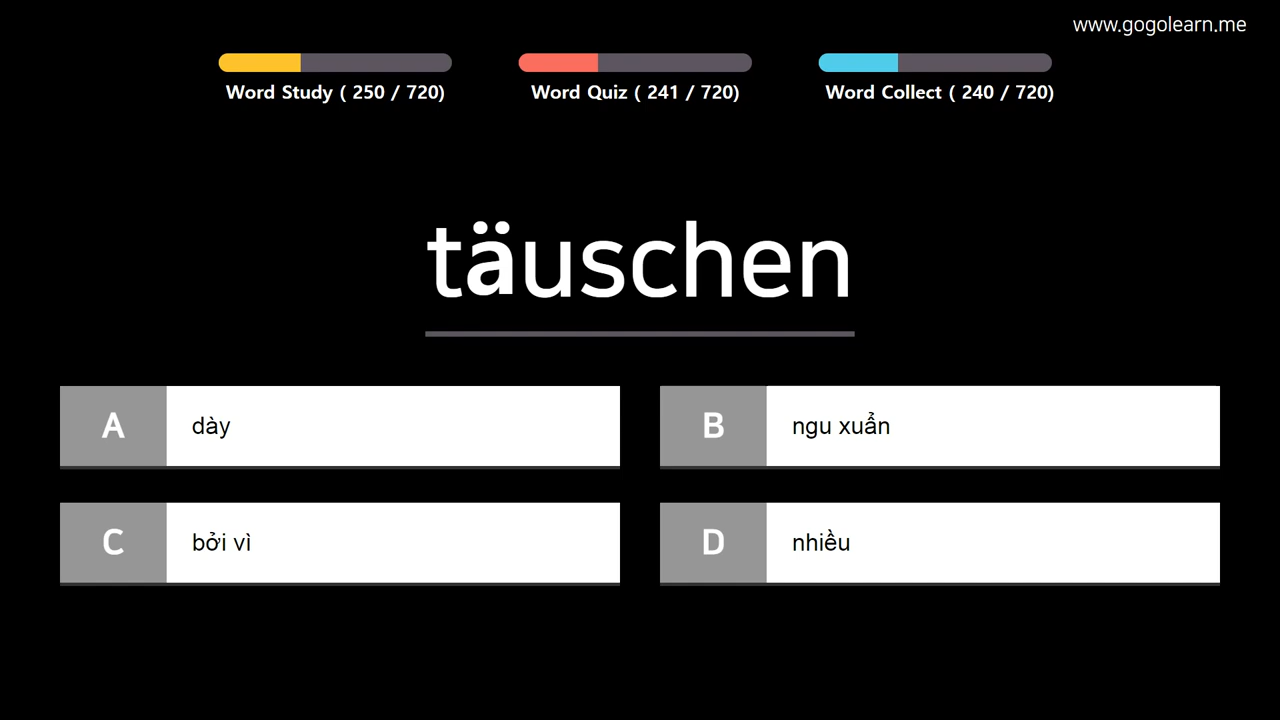 www.gogolearn.me
Word Study ( 250 / 720)
Word Quiz ( 241 / 720)
Word Collect ( 240 / 720)
täuschen
A dày
B ngu xuẩn
C bởi vì
D nhiều